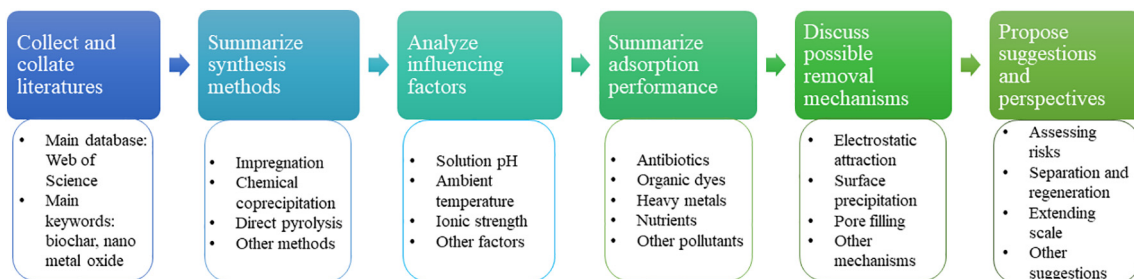 Collect and
collate
literatures
• Main database:
Web of
Science
• Main
keywords:
biochar, nano
metal oxide
Summarize
synthesis
methods
• Impregnation
• Chemical
coprecipitation
• Direct pyrolysis
• Other methods
Analyze
influencing
factors
• Solution pH
• Ambient
temperature
• Ionic strength
• Other factors
Summarize
adsorption
performance
• Antibiotics
• Organic dyes
• Heavy metals
• Nutrients
• Other pollutants
Discuss
possible
removal
mechanisms
• Electrostatic
attraction
• Surface
precipitation
• Pore filling
• Other
mechanisms
Propose
suggestions
and
perspectives
• Assessing
risks
• Separation and
regeneration
• Extending
scale
• Other
suggestions